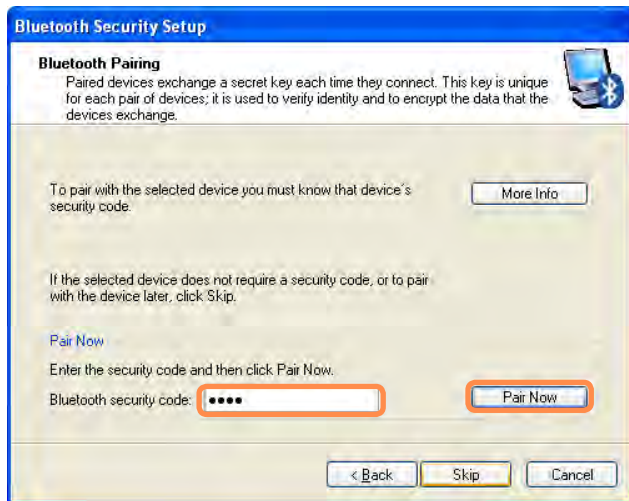 Bluetooth Security Setup
Bluetooth Pairing
Paired devices exchange a secret key each time they connect. This key is unique
for each pair of devices; it is used to verify identity and to encrypt the data that the
devices exchange.
To pair with the selected device you must know that device's
security code.
More Info
If the selected device does not require a security code, or to pair
with the device later, click Skip.
Pair Now
Enter the security code and then click Pair Now.
Bluetooth security code: ●●●●
Pair Now
< Back
Skip
Cancel